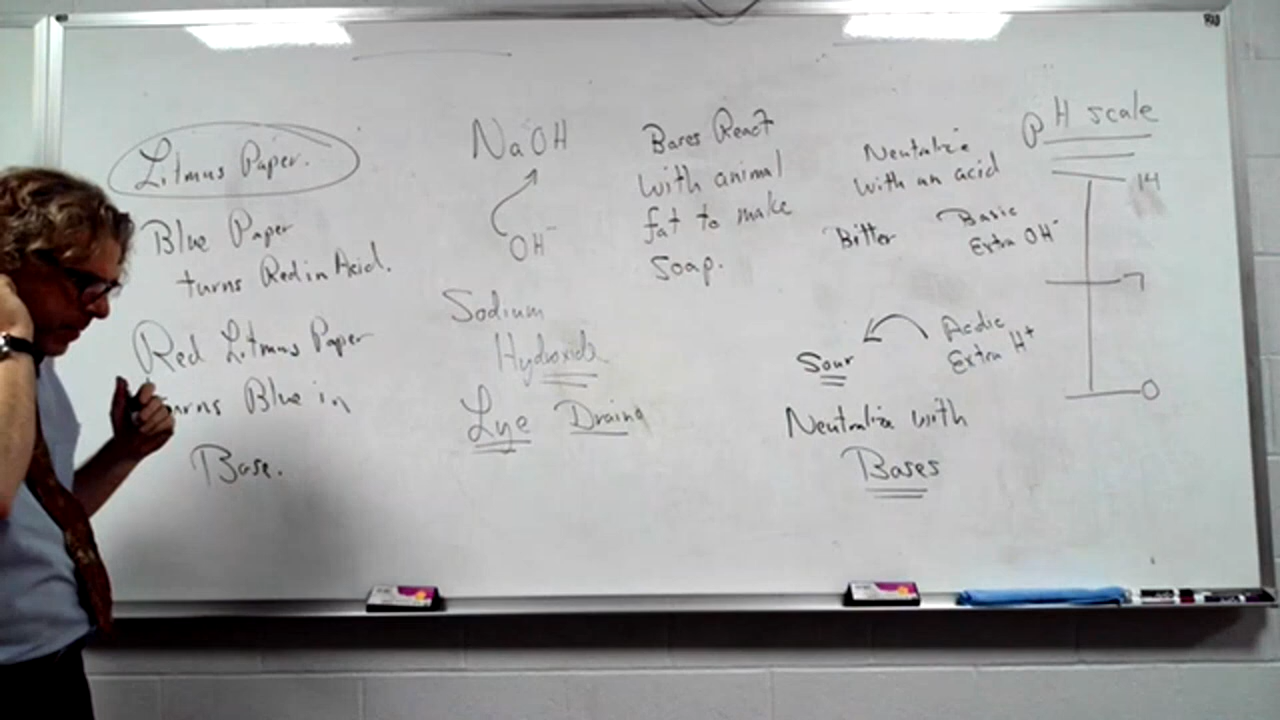 Litmus Paper.
Blue Paper
turns Red in Acid.
Red Litmus Paper
turns Blue in
Base.
NaOH
OH⁻
Sodium
Hydroxide
Lye Drain
Bases React
with animal
fat to make
soap.
Neutralize
with an acid
Bitter
Basic
Extra OH⁻
Sour
Acidic
Extra H⁺
Neutralize with
Bases
pH scale
14
7
0